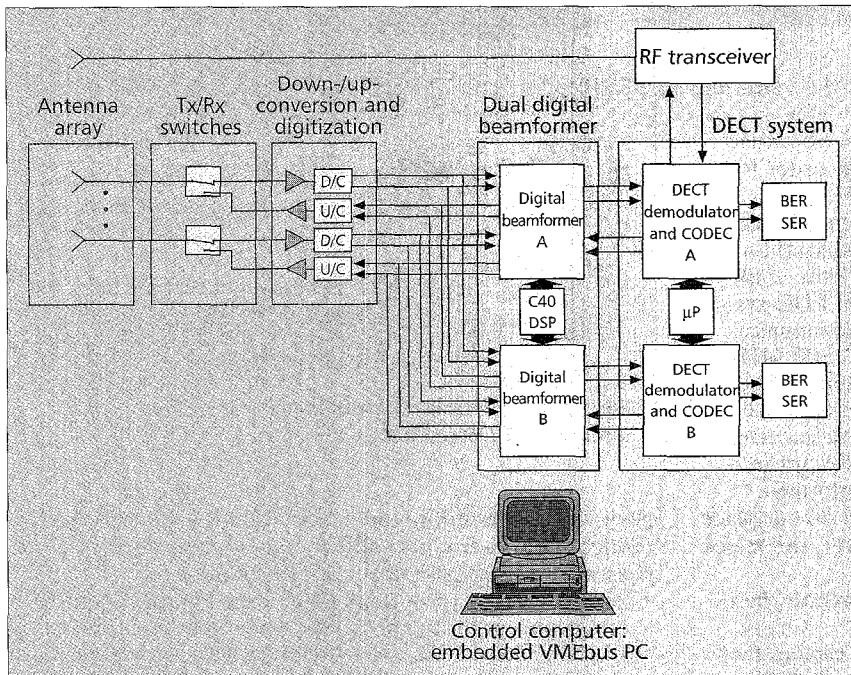 RF transceiver
Antenna
array
Tx/Rx
switches
Down-/up-
conversion and
digitization
Dual digital
beamformer
DECT system
D/C
U/C
D/C
U/C
Digital
beamformer
A
C40
DSP
Digital
beamformer
B
DECT
demodulator
and CODEC
A
µP
DECT
demodulator
and CODEC
B
BER
SER
BER
SER
Control computer:
embedded VMEbus PC